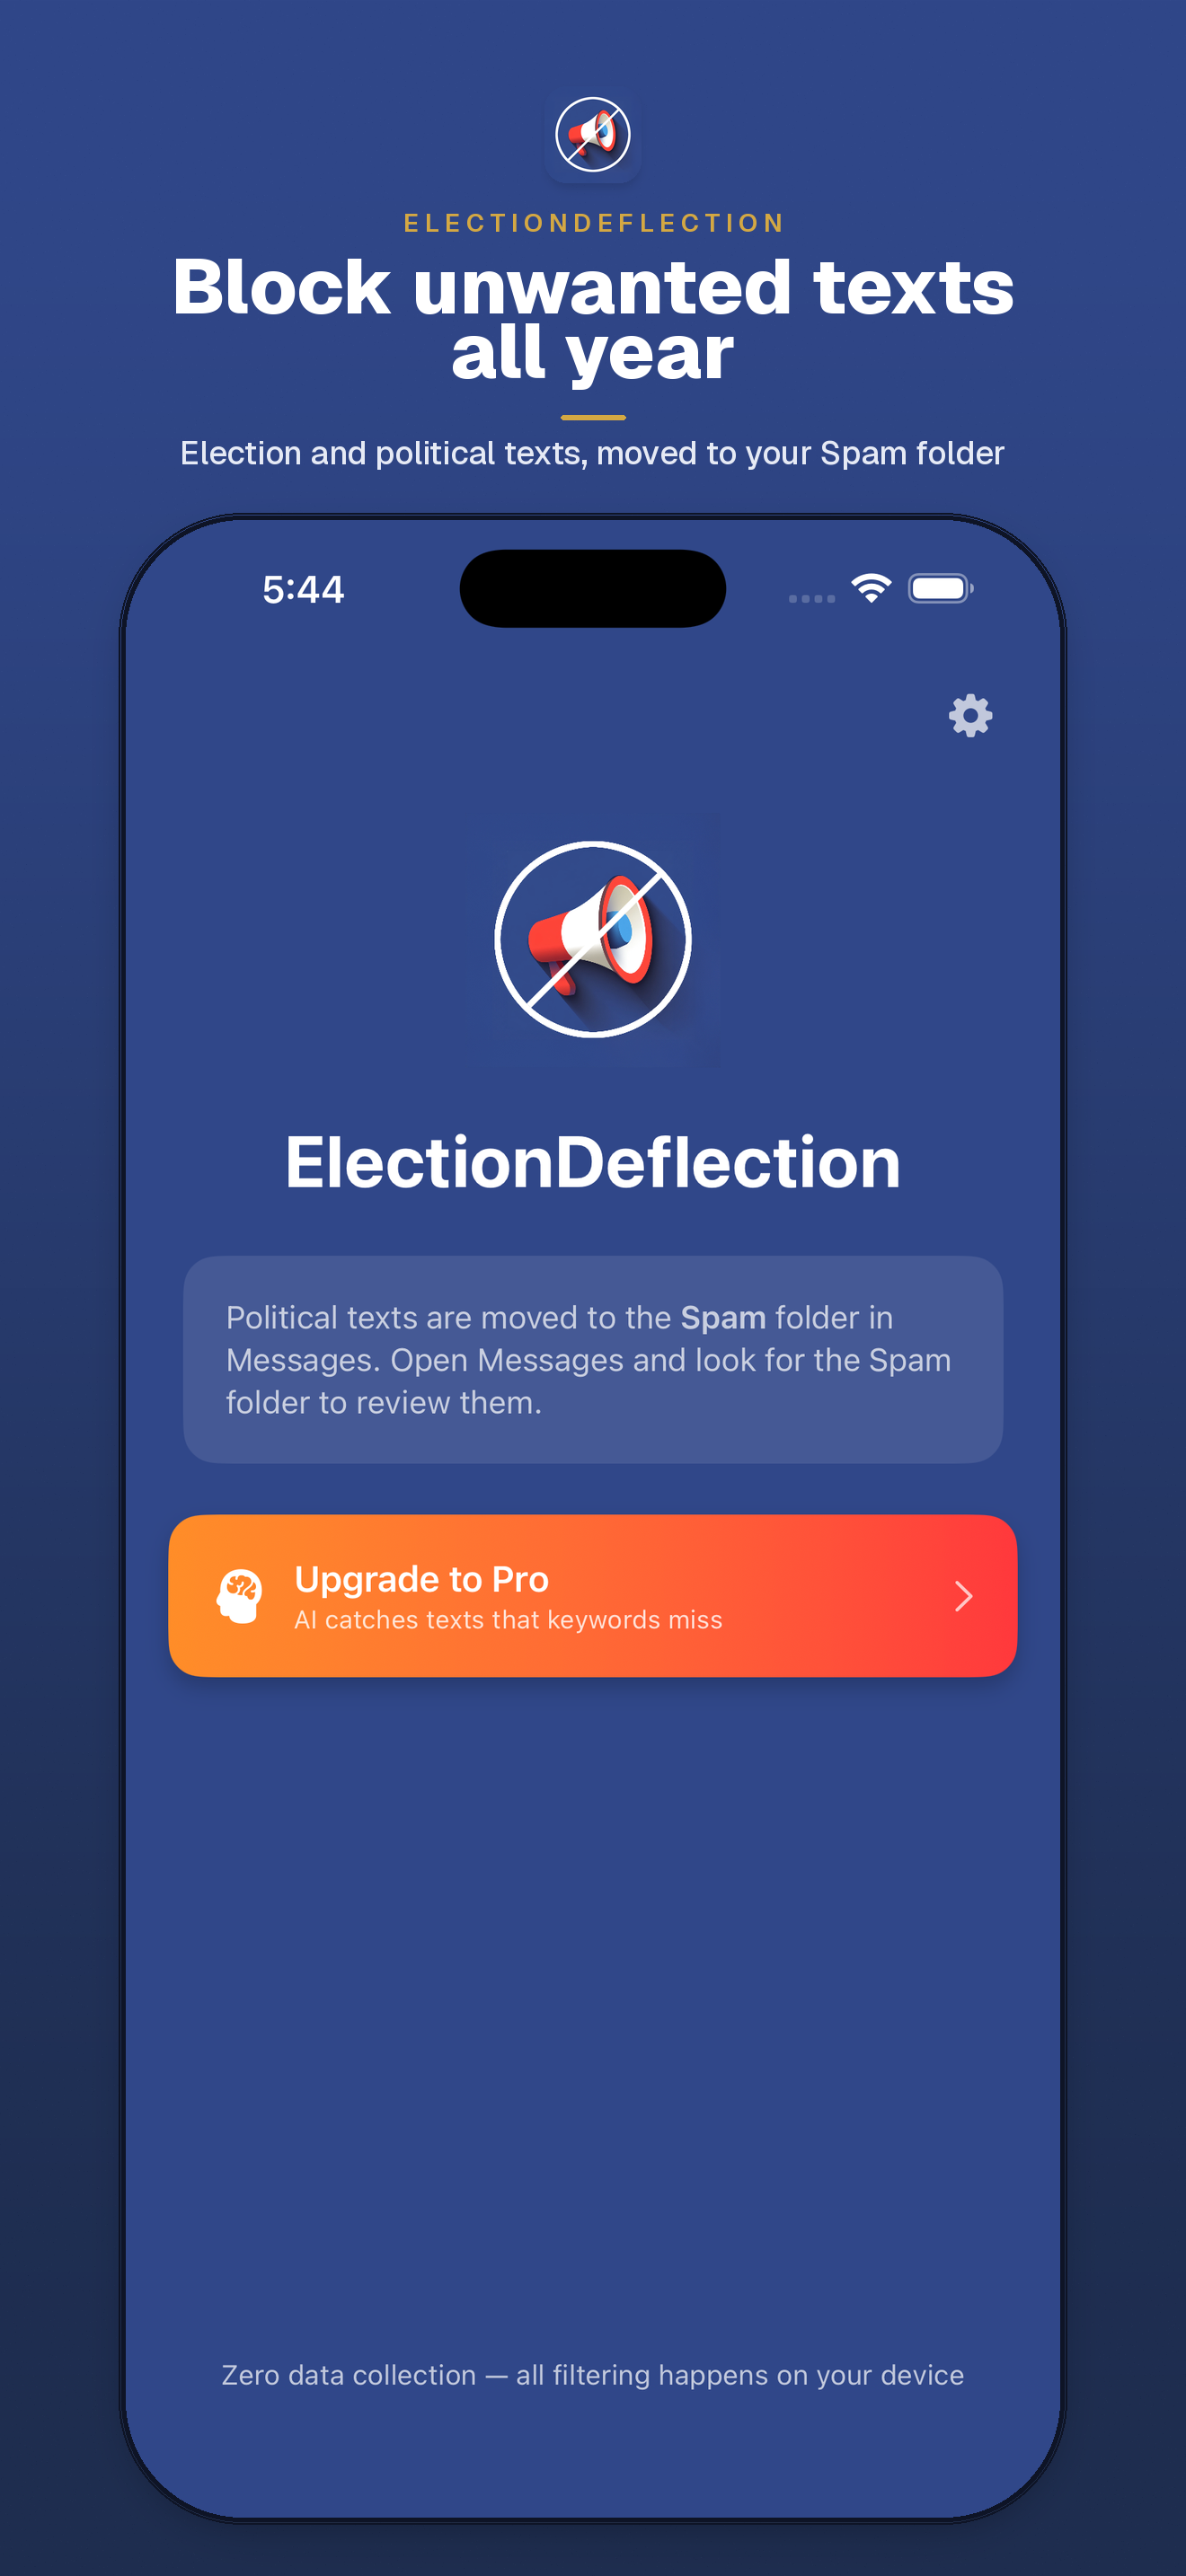 ELECTIONDEFLECTION
Block unwanted texts
all year
Election and political texts, moved to your Spam folder
5:44
ElectionDeflection
Political texts are moved to the Spam folder in
Messages. Open Messages and look for the Spam
folder to review them.
Upgrade to Pro
AI catches texts that keywords miss
Zero data collection — all filtering happens on your device